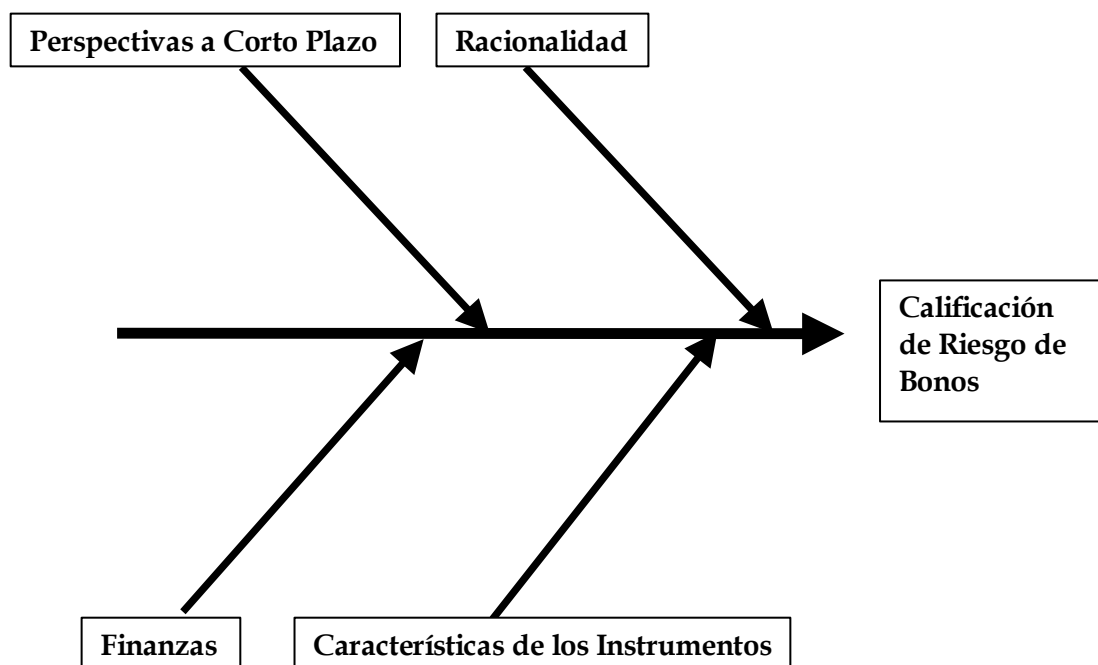 Perspectivas a Corto Plazo
Racionalidad
Calificación
de Riesgo de
Bonos
Finanzas
Características de los Instrumentos